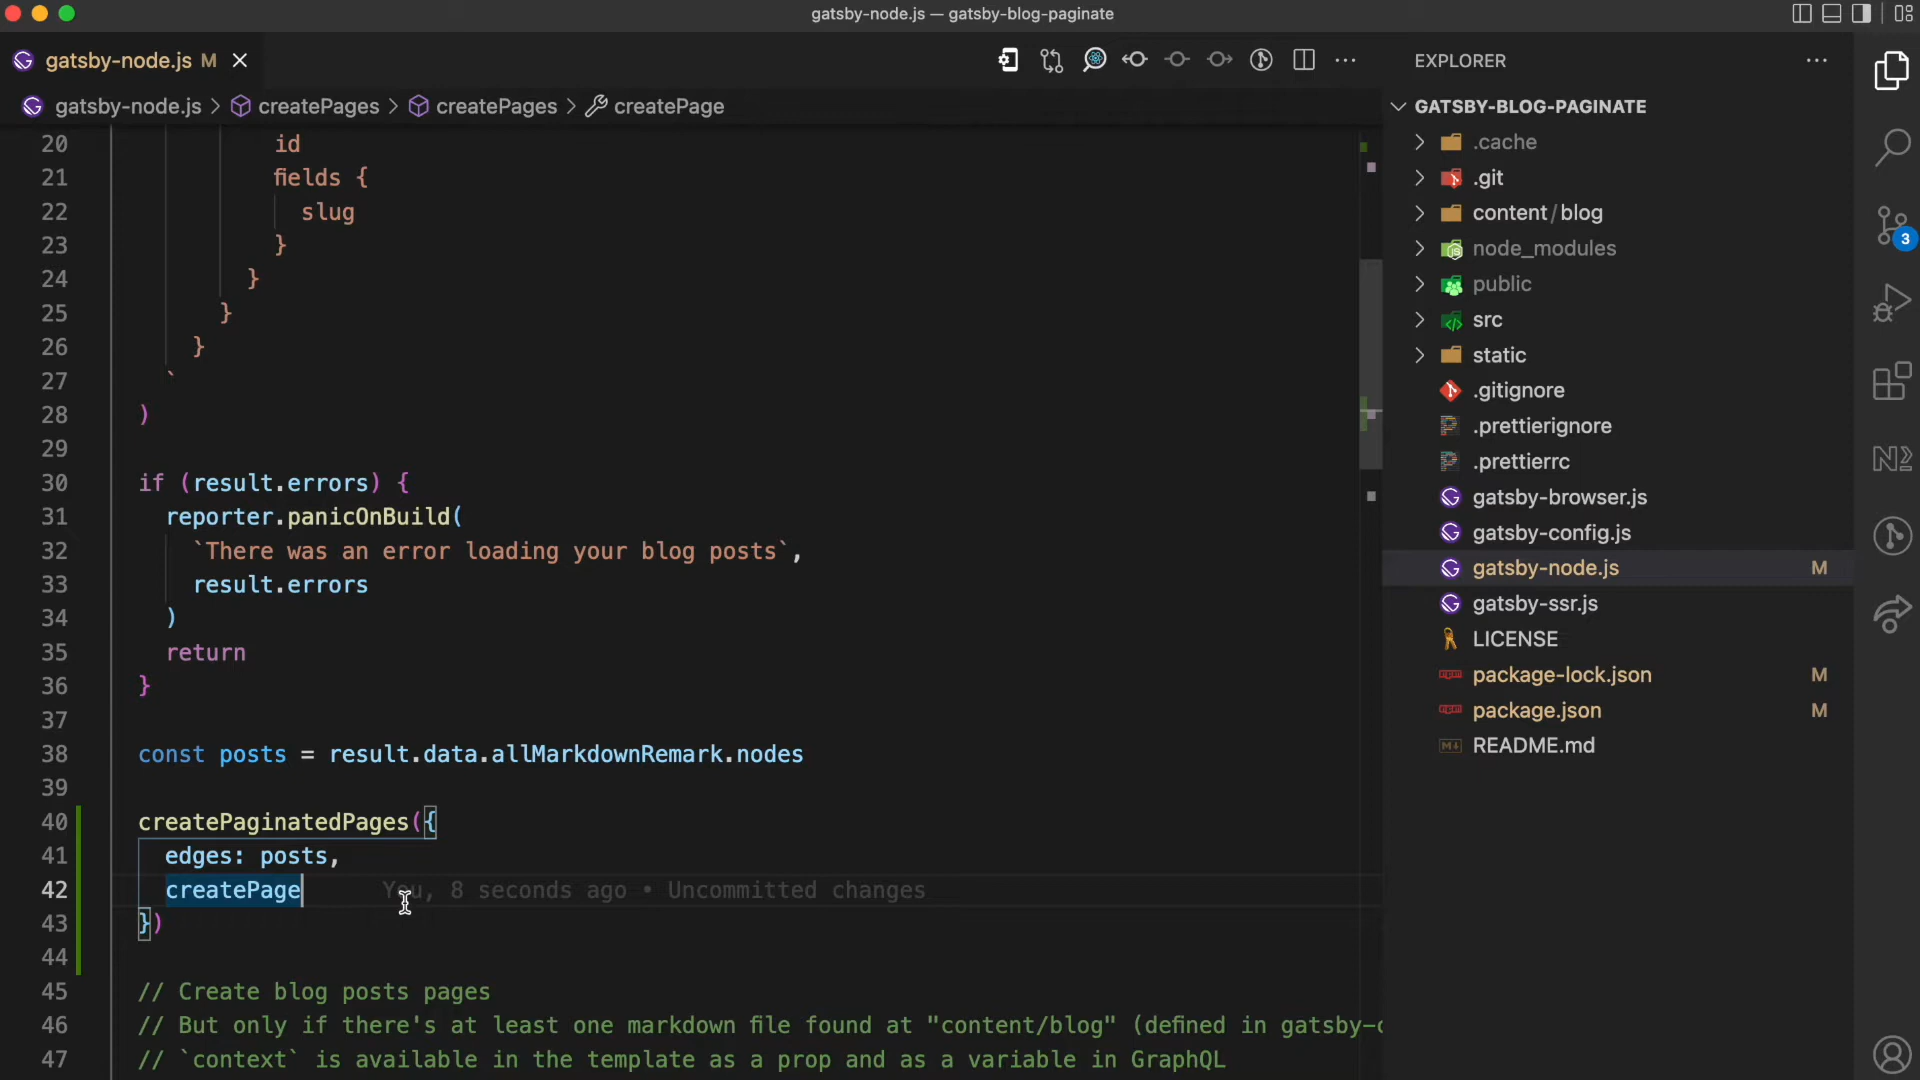 gatsby-node.js — gatsby-blog-paginate
gatsby-node.js M
EXPLORER
gatsby-node.js > createPages > createPages > createPage
20 id
21 fields {
22 slug
23 }
24 }
25 }
26 }
27 `
28 )
29
30 if (result.errors) {
31 reporter.panicOnBuild(
32 `There was an error loading your blog posts`,
33 result.errors
34 )
35 return
36 }
37
38 const posts = result.data.allMarkdownRemark.nodes
39
40 createPaginatedPages({
41 edges: posts,
42 createPage You, 8 seconds ago • Uncommitted changes
43 })
44
45 // Create blog posts pages
46 // But only if there's at least one markdown file found at "content/blog" (defined in
47 // `context` is available in the template as a prop and as a variable in GraphQL
GATSBY-BLOG-PAGINATE
.cache
.git
content/blog
node_modules
public
src
static
.gitignore
.prettierignore
.prettierrc
gatsby-browser.js
gatsby-config.js
gatsby-node.js M
gatsby-ssr.js
LICENSE
package-lock.json M
package.json M
README.md
3